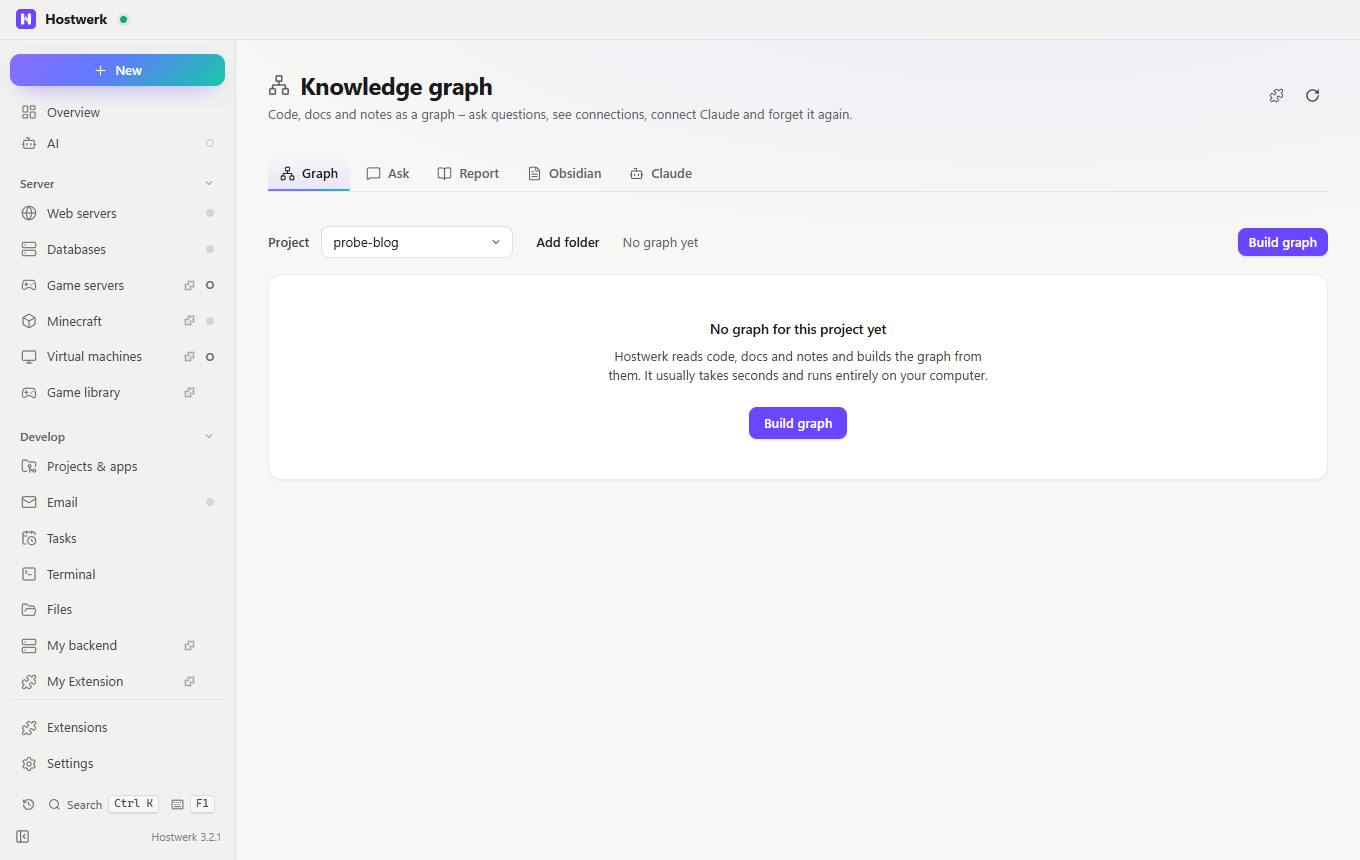 Hostwerk
New
Overview
AI
Server
Web servers
Databases
Game servers
Minecraft
Virtual machines
Game library
Develop
Projects & apps
Email
Tasks
Terminal
Files
My backend
My Extension
Extensions
Settings
Search Ctrl K F1
Hostwerk 3.2.1
Knowledge graph
Code, docs and notes as a graph – ask questions, see connections, connect Claude and forget it again.
Graph Ask Report Obsidian Claude
Project probe-blog Add folder No graph yet Build graph
No graph for this project yet
Hostwerk reads code, docs and notes and builds the graph from
them. It usually takes seconds and runs entirely on your computer.
Build graph